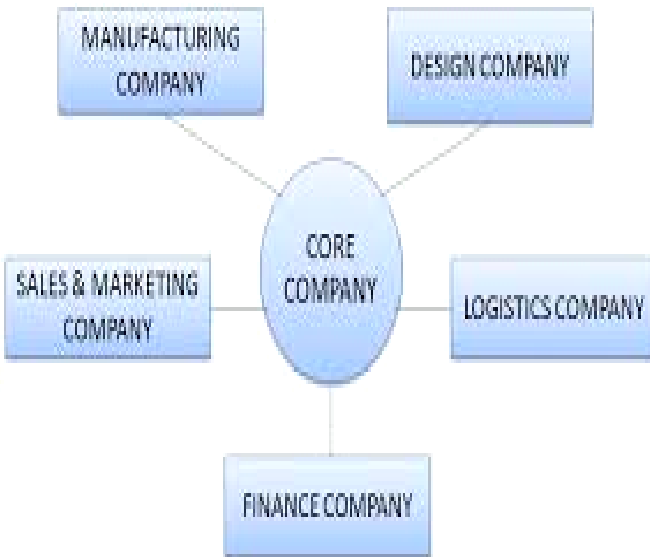 MANUFACTURING
COMPANY
DESIGN COMPANY
CORE
COMPANY
SALES & MARKETING
COMPANY
LOGISTICS COMPANY
FINANCE COMPANY